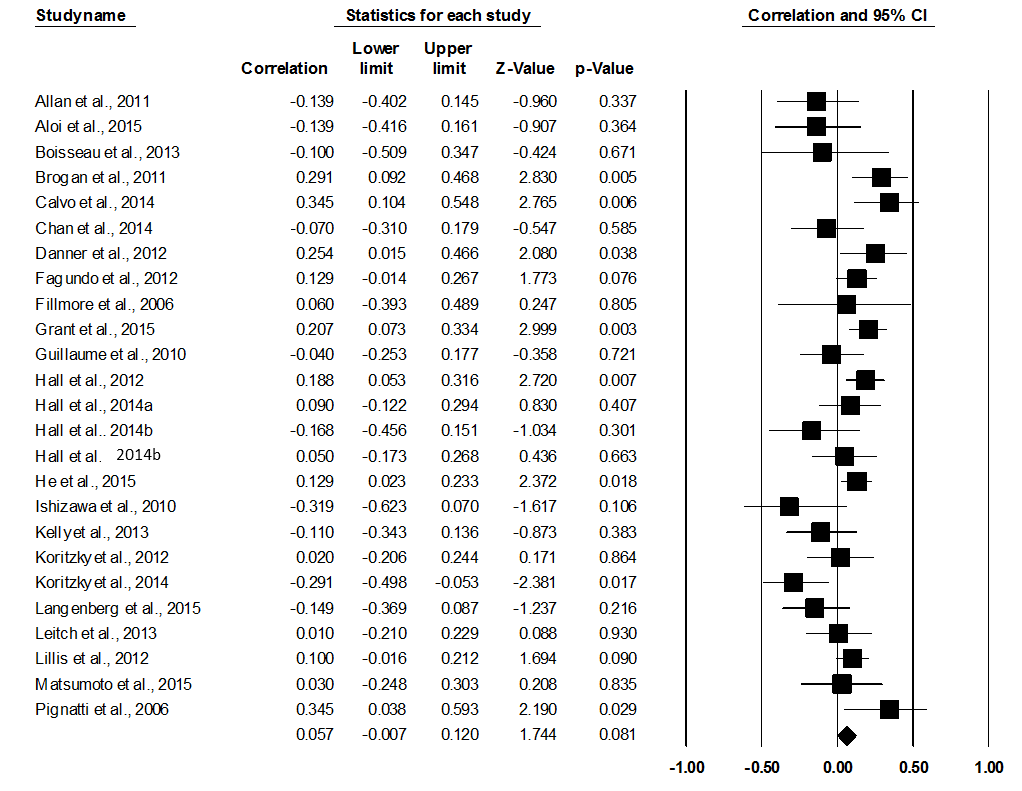 Studyname Statistics for each study Correlation and 95% CI
Lower Upper
Correlation limit limit Z-Value p-Value
Allan et al., 2011 -0.139 -0.402 0.145 -0.960 0.337
Aloi et al., 2015 -0.139 -0.416 0.161 -0.907 0.364
Boisseau et al., 2013 -0.100 -0.509 0.347 -0.424 0.671
Brogan et al., 2011 0.291 0.092 0.468 2.830 0.005
Calvo et al., 2014 0.345 0.104 0.548 2.765 0.006
Chan et al., 2014 -0.070 -0.310 0.179 -0.547 0.585
Danner et al., 2012 0.254 0.015 0.466 2.080 0.038
Fagundo et al., 2012 0.129 -0.014 0.267 1.773 0.076
Fillmore et al., 2006 0.060 -0.393 0.489 0.247 0.805
Grant et al., 2015 0.207 0.073 0.334 2.999 0.003
Guillaume et al., 2010 -0.040 -0.253 0.177 -0.358 0.721
Hall et al., 2012 0.188 0.053 0.316 2.720 0.007
Hall et al., 2014a 0.090 -0.122 0.294 0.830 0.407
Hall et al.. 2014b -0.168 -0.456 0.151 -1.034 0.301
Hall et al. 2014b 0.050 -0.173 0.268 0.436 0.663
He et al., 2015 0.129 0.023 0.233 2.372 0.018
Ishizawa et al., 2010 -0.319 -0.623 0.070 -1.617 0.106
Kelly et al., 2013 -0.110 -0.343 0.136 -0.873 0.383
Koritzky et al., 2012 0.020 -0.206 0.244 0.171 0.864
Koritzky et al., 2014 -0.291 -0.498 -0.053 -2.381 0.017
Langenberg et al., 2015 -0.149 -0.369 0.087 -1.237 0.216
Leitch et al., 2013 0.010 -0.210 0.229 0.088 0.930
Lillis et al., 2012 0.100 -0.016 0.212 1.694 0.090
Matsumoto et al., 2015 0.030 -0.248 0.303 0.208 0.835
Pignatti et al., 2006 0.345 0.038 0.593 2.190 0.029
0.057 -0.007 0.120 1.744 0.081
-1.00 -0.50 0.00 0.50 1.00